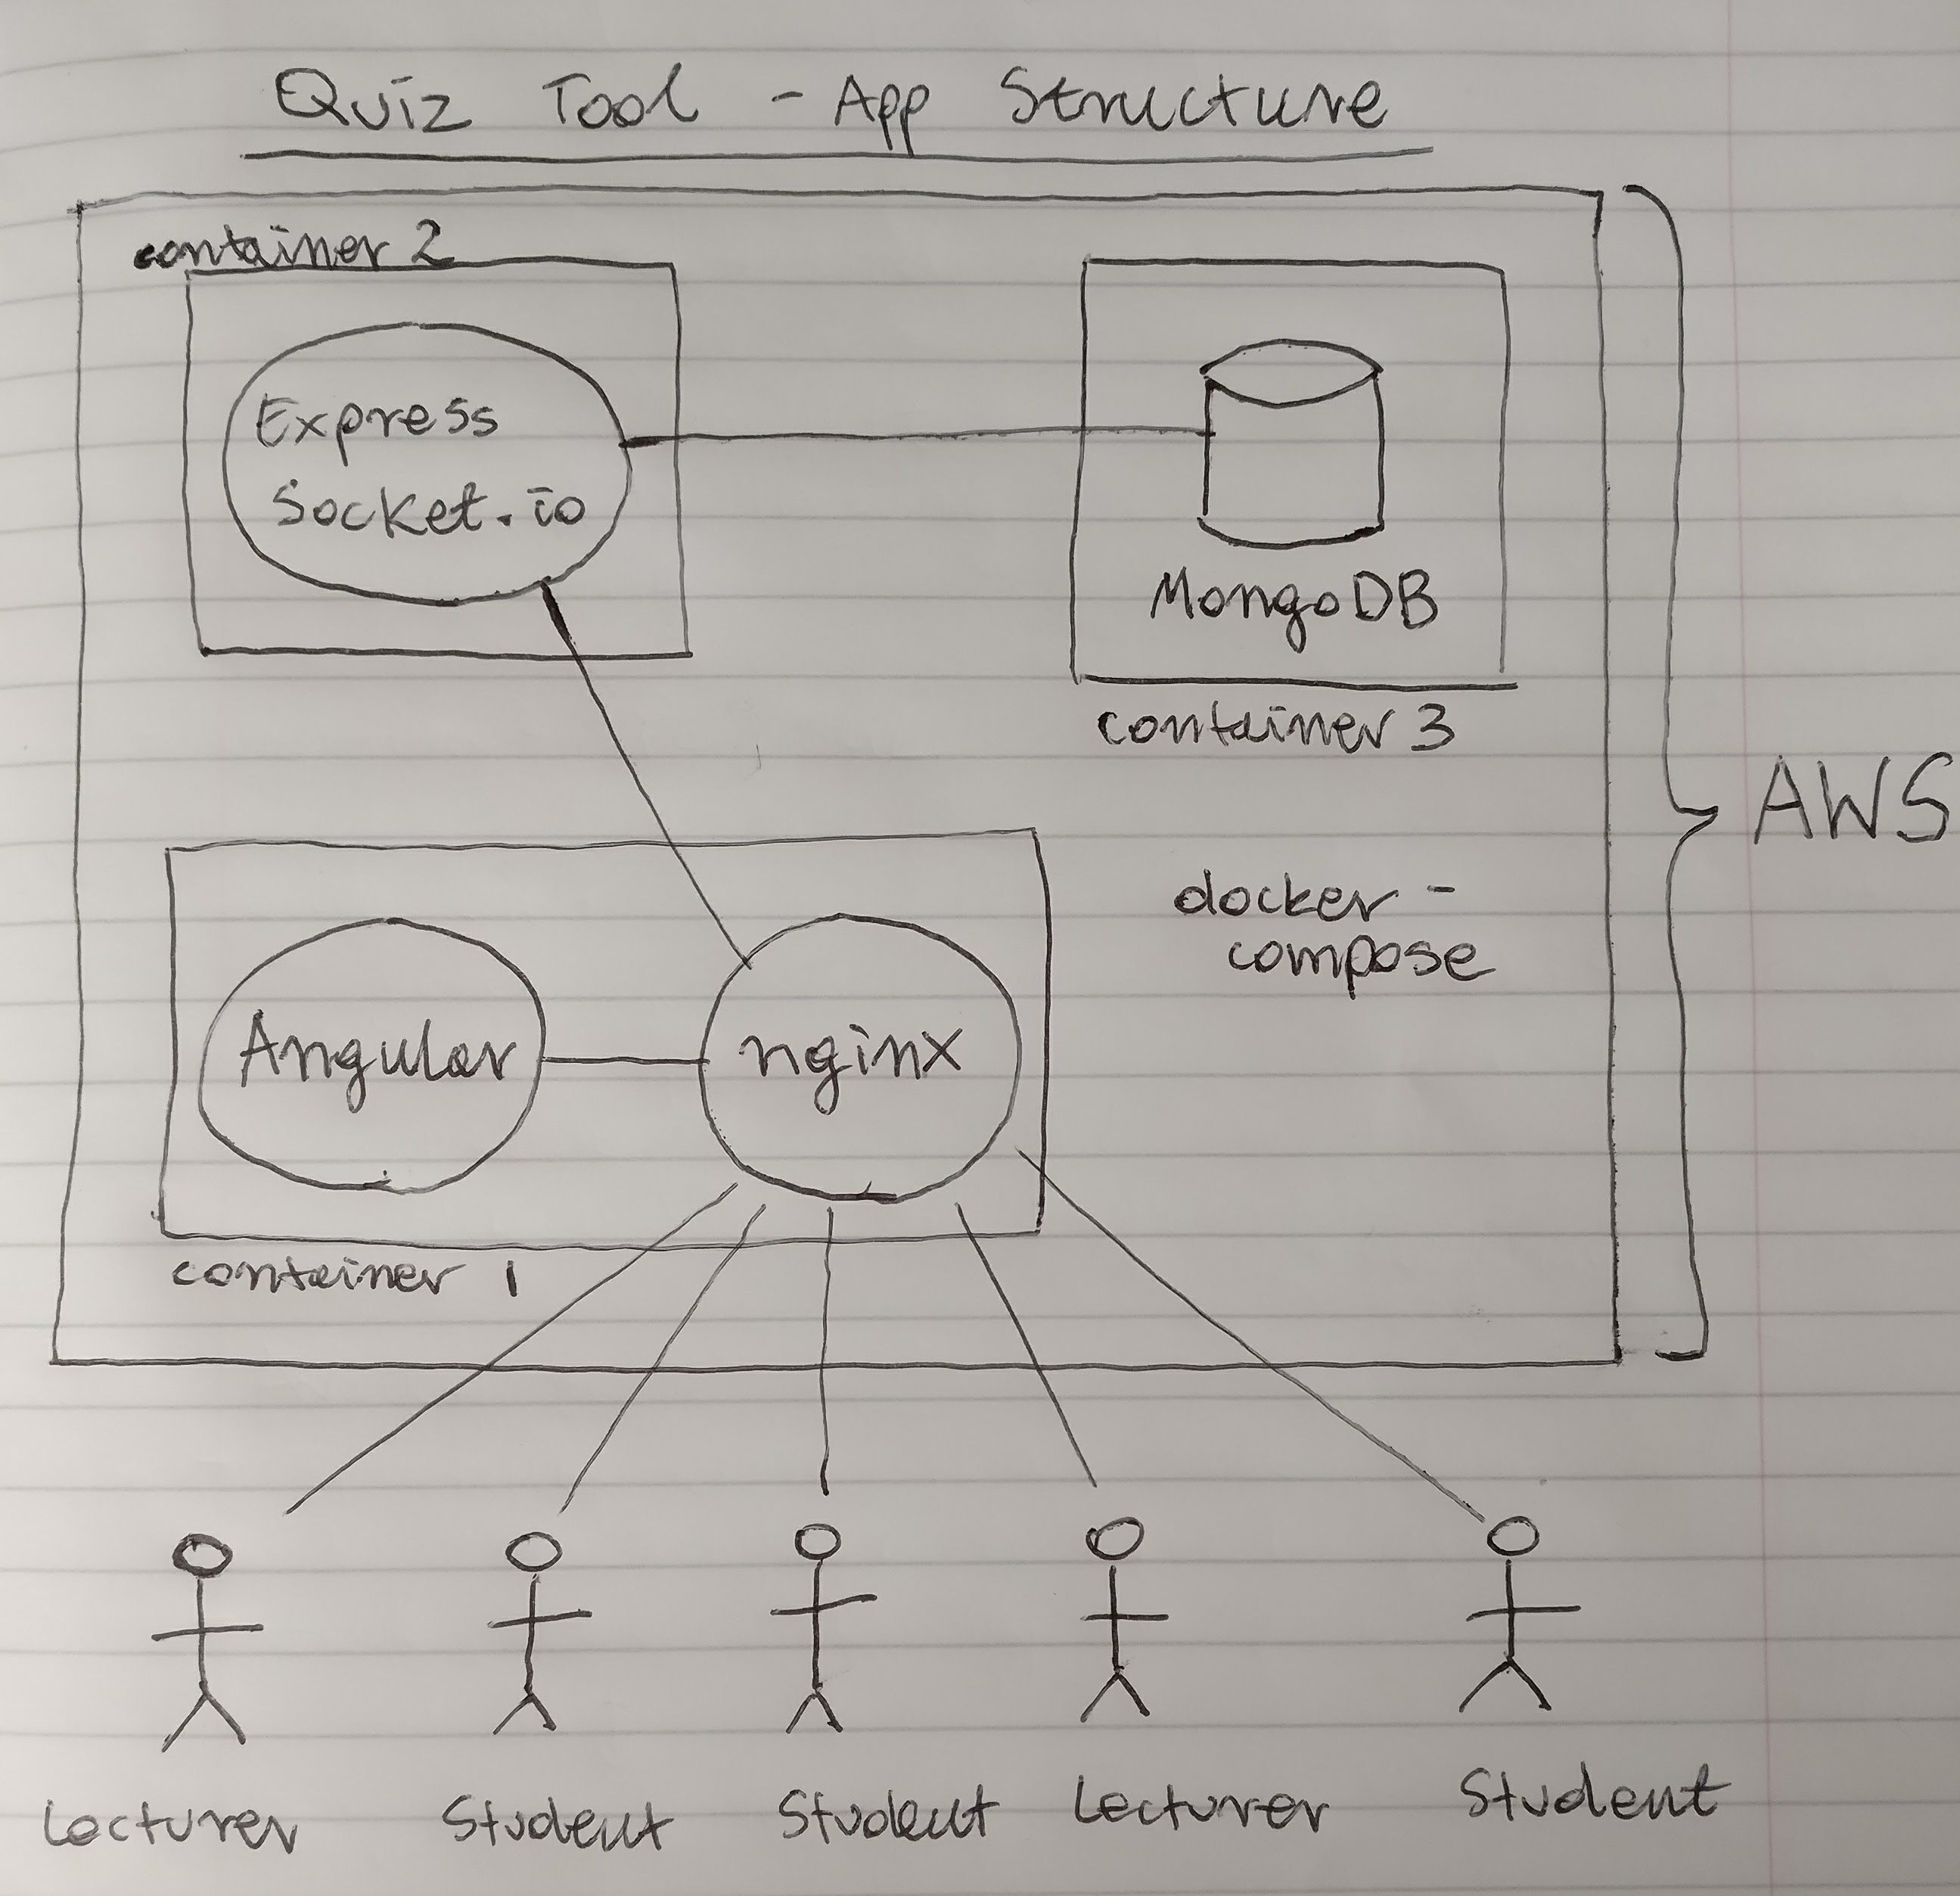 Quiz Tool - App Structure
container 2
Express
Socket.io
MongoDB
container 3
AWS
docker-
compose
Angular
nginx
container 1
Lecturer
Student
Student
Lecturer
Student